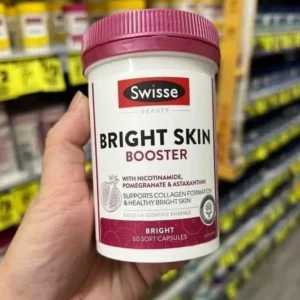 Swisse
BEAUTY
BRIGHT SKIN
BOOSTER
WITH NICOTINAMIDE,
POMEGRANATE & ASTAXANTHIN
SUPPORTS COLLAGEN FORMATION
& HEALTHY BRIGHT SKIN
BASED ON SCIENTIFIC EVIDENCE
BRIGHT
60 SOFT CAPSULES